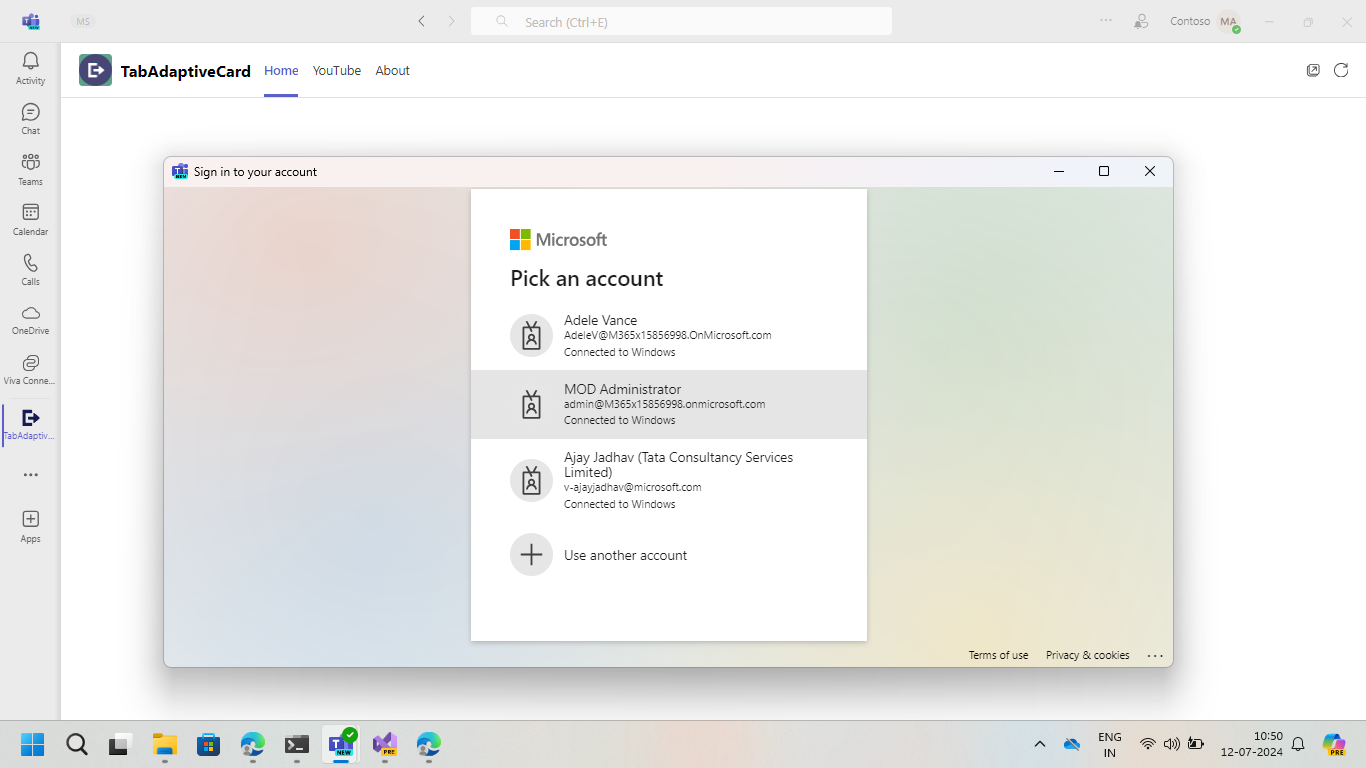 MS
Search (Ctrl+E)
Contoso
MA
Activity
Chat
Teams
Calendar
Calls
OneDrive
Viva Conne...
TabAdaptiv...
Apps
TabAdaptiveCard
Home
YouTube
About
Sign in to your account
Microsoft
Pick an account
Adele Vance
AdeleV@M365x15856998.OnMicrosoft.com
Connected to Windows
MOD Administrator
admin@M365x15856998.onmicrosoft.com
Connected to Windows
Ajay Jadhav (Tata Consultancy Services
Limited)
v-ajayjadhav@microsoft.com
Connected to Windows
Use another account
Terms of use
Privacy & cookies
NEW
PRE
ENG
IN
10:50
12-07-2024
PRE